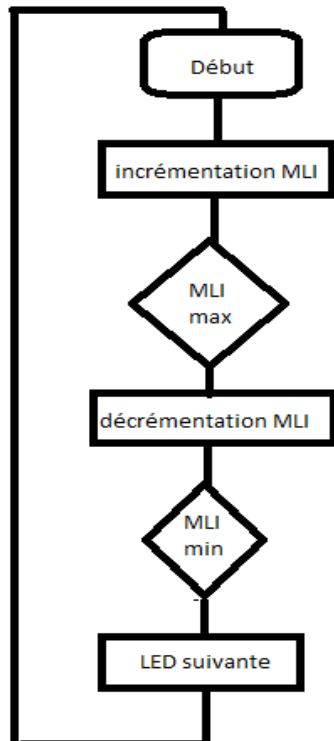 Début
incrémentation MLI
MLI
max
décrémentation MLI
MLI
min
LED suivante